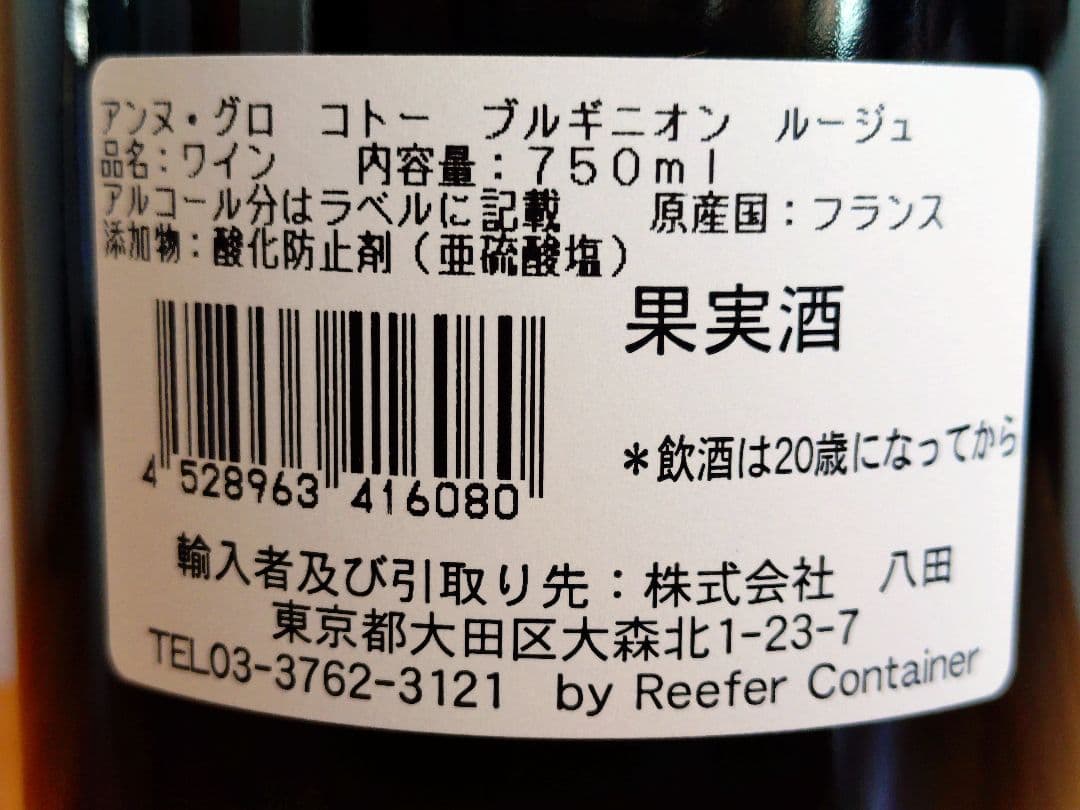 アンヌ・グロ　コトー　ブルギニオン　ルージュ
品名：ワイン　　内容量：７５０ｍｌ
アルコール分はラベルに記載　　原産国：フランス
添加物：酸化防止剤（亜硫酸塩）
果実酒
＊飲酒は20歳になってから
4 528963 416080
輸入者及び引取り先：株式会社　八田
東京都大田区大森北1-23-7
TEL03-3762-3121　by Reefer Container